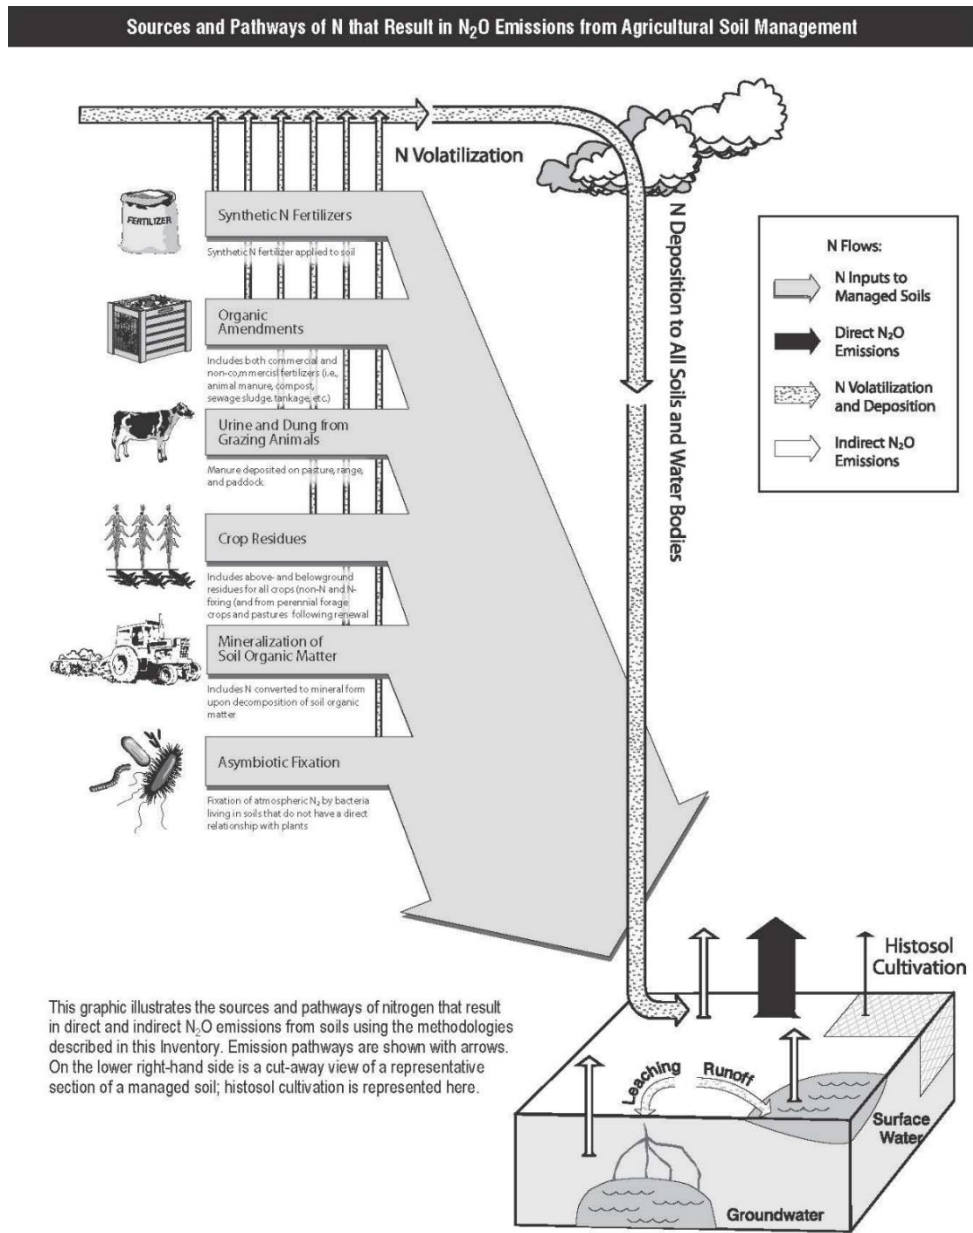 Sources and Pathways of N that Result in N₂O Emissions from Agricultural Soil Management
N Volatilization
N Deposition to All Soils and Water Bodies
FERTILIZER
Synthetic N Fertilizers
Synthetic N fertilizer applied to soil
Organic
Amendments
Includes both commercial and
non-co,mmercisl fertilizers (i.e.,
animal manure, compost,
sewage sludge, tankage, etc.)
Urine and Dung from
Grazing Animals
Manure deposited on pasture, range,
and paddock
Crop Residues
Includes above- and belowground
residues for all crops (non-N and N-
fixing (and from perennial forage
crops and pastures following renewal
Mineralization of
Soil Organic Matter
Includes N converted to mineral form
upon decomposition of soil organic
matter
Asymbiotic Fixation
Fixation of atmospheric N₂ by bacteria
living in soils that do not have a direct
relationship with plants
N Flows:
N Inputs to
Managed Soils
Direct N₂O
Emissions
N Volatilization
and Deposition
Indirect N₂O
Emissions
This graphic illustrates the sources and pathways of nitrogen that result
in direct and indirect N₂O emissions from soils using the methodologies
described in this Inventory. Emission pathways are shown with arrows.
On the lower right-hand side is a cut-away view of a representative
section of a managed soil; histosol cultivation is represented here.
Histosol
Cultivation
Leaching
Runoff
Surface
Water
Groundwater